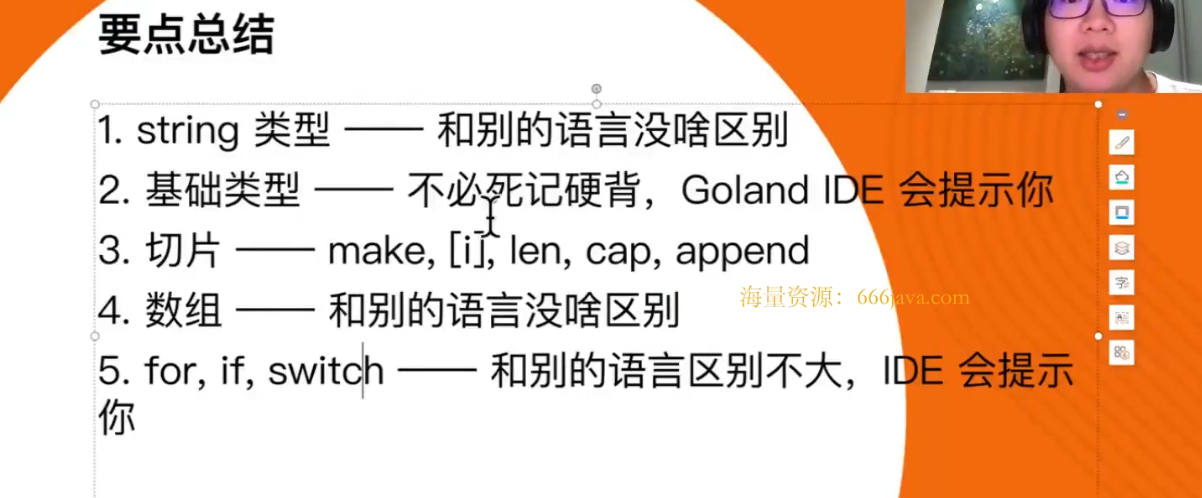 要点总结
1. string 类型 —— 和别的语言没啥区别
2. 基础类型 —— 不必死记硬背，Goland IDE 会提示你
3. 切片 —— make, [i], len, cap, append
4. 数组 —— 和别的语言没啥区别
海量资源：666java.com
5. for, if, switch —— 和别的语言区别不大，IDE 会提示
你
字